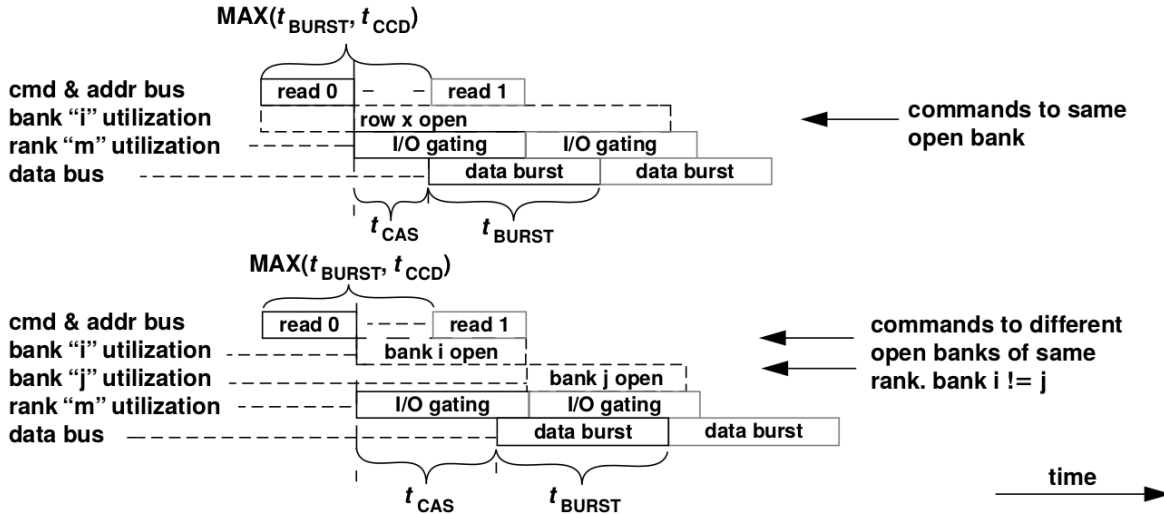 MAX(tBURST, tCCD)
cmd & addr bus read 0 read 1
bank “i” utilization row x open
rank “m” utilization I/O gating I/O gating
data bus data burst data burst
commands to same
open bank
tCAS tBURST
MAX(tBURST, tCCD)
cmd & addr bus read 0 read 1
bank “i” utilization bank i open
bank “j” utilization bank j open
rank “m” utilization I/O gating I/O gating
data bus data burst data burst
commands to different
open banks of same
rank. bank i != j
tCAS tBURST
time